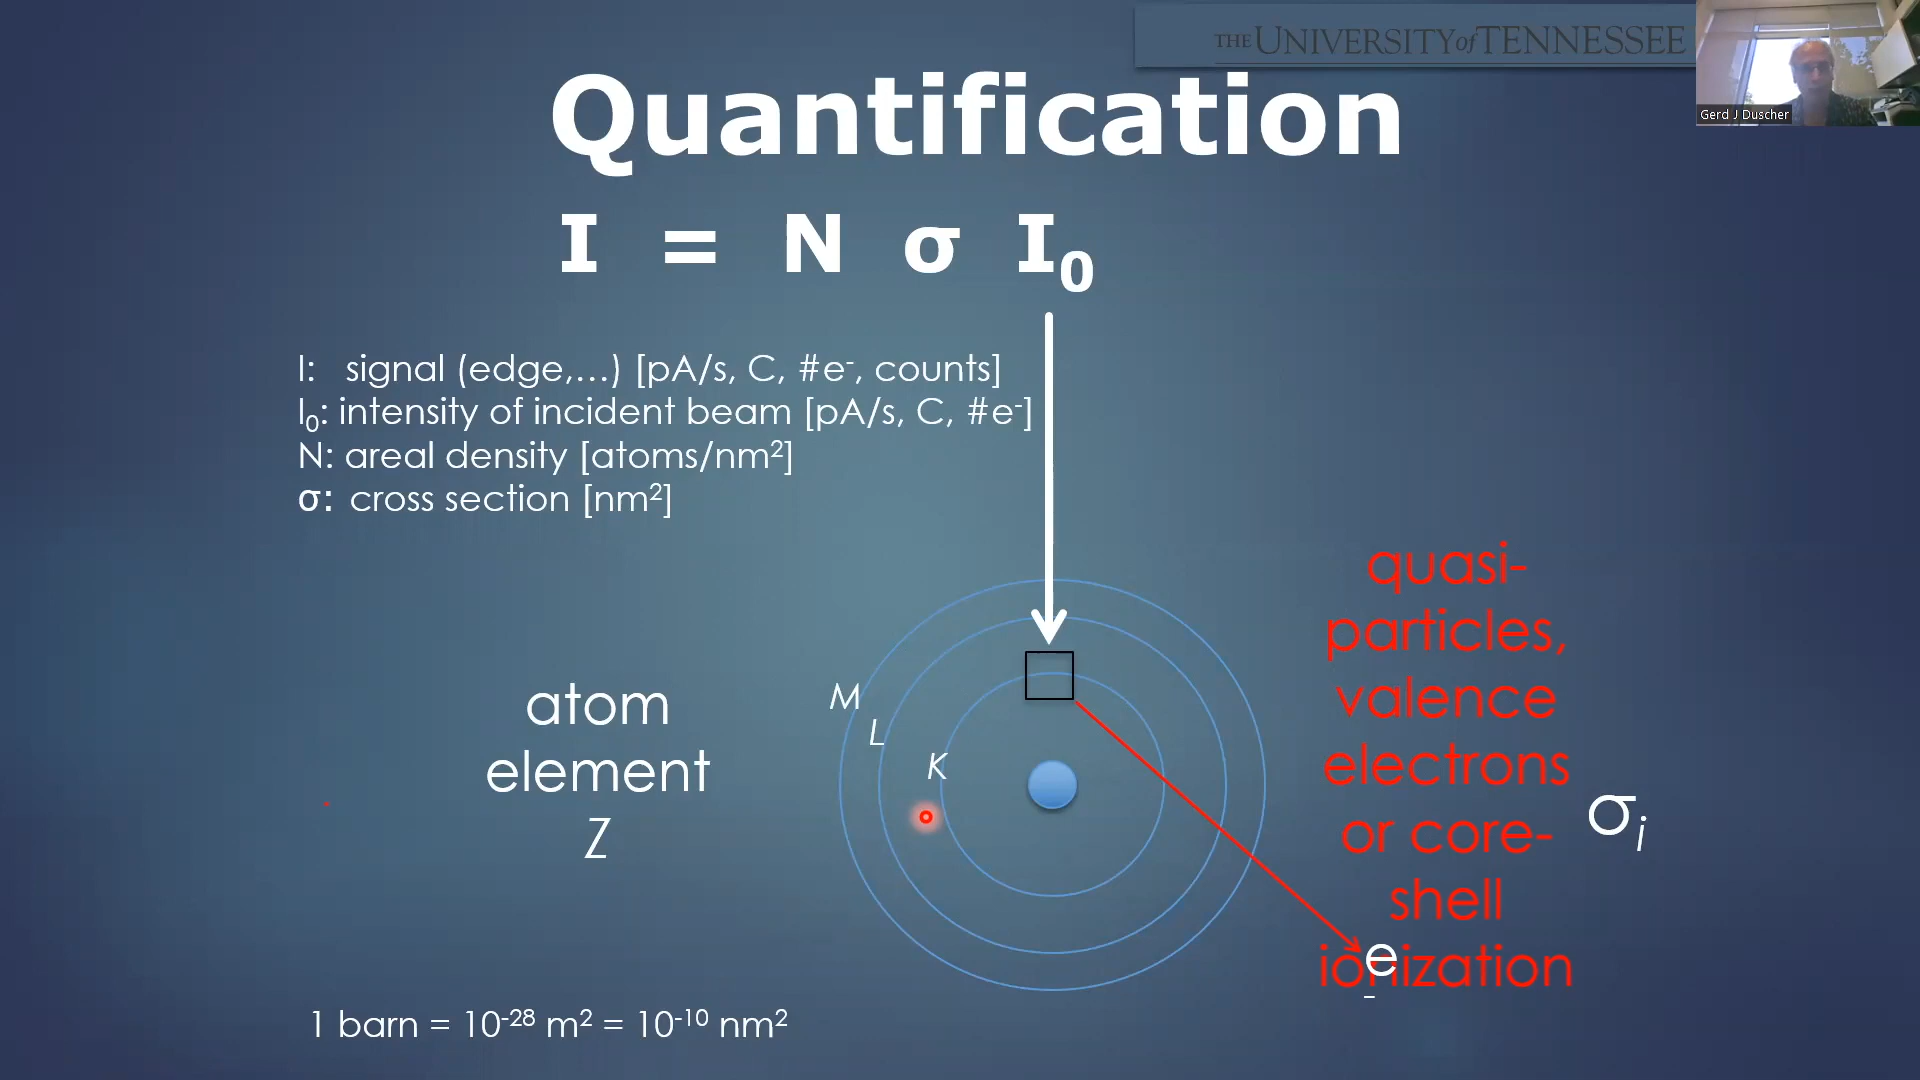 THE UNIVERSITY of TENNESSEE
Gerd J Duscher
Quantification
I = N σ I₀
I: signal (edge,…) [pA/s, C, #e⁻, counts]
I₀: intensity of incident beam [pA/s, C, #e⁻]
N: areal density [atoms/nm²]
σ: cross section [nm²]
atom
element
Z
M
L
K
quasi-
particles,
valence
electrons
or core-
shell
ionization
σᵢ
e
-
1 barn = 10⁻²⁸ m² = 10⁻¹⁰ nm²